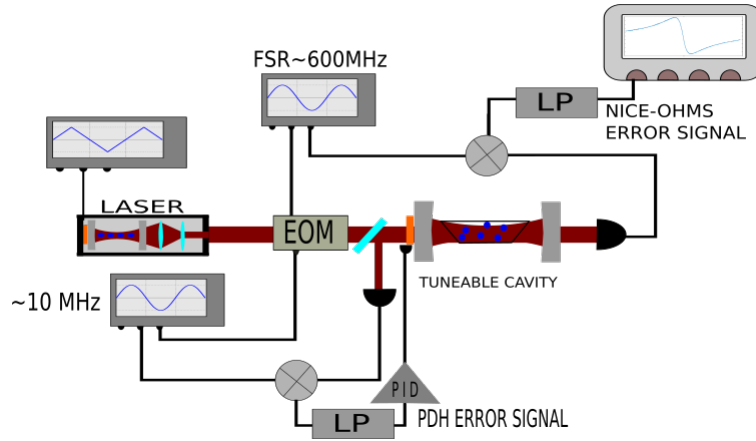 FSR~600MHz
LP
NICE-OHMS
ERROR SIGNAL
LASER
EOM
TUNEABLE CAVITY
~10 MHz
PID
LP
PDH ERROR SIGNAL